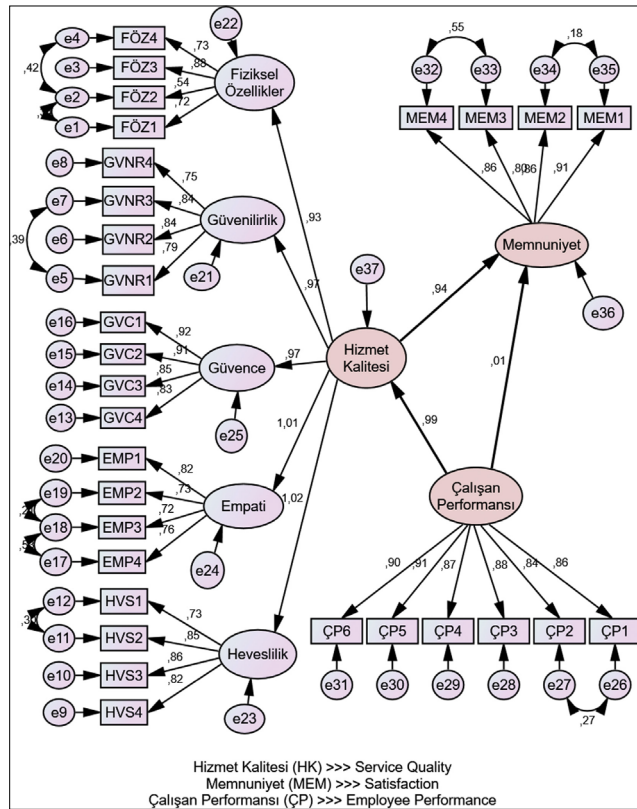 e22
e4 FÖZ4 ,73
e3 FÖZ3 ,88
,42
e2 FÖZ2 ,54
e1 FÖZ1 ,72
Fiziksel
Özellikler
e8 GVNR4 ,75
e7 GVNR3 ,84
e6 GVNR2 ,84
,39
e5 GVNR1 ,79
Güvenilirlik
e21
e16 GVC1 ,92
e15 GVC2 ,91
e14 GVC3 ,85
e13 GVC4 ,83
Güvence
e25
e20 EMP1 ,82
e19 EMP2 ,73
e18 EMP3 ,72
e17 EMP4 ,76
Empati
e24
e12 HVS1 ,73
e11 HVS2 ,85
e10 HVS3 ,86
e9 HVS4 ,82
Heveslilik
e23
,93
,97
,97
1,01
1,02
e37
Hizmet
Kalitesi
,55 ,18
e32 e33 e34 e35
MEM4 MEM3 MEM2 MEM1
,86 ,80 ,86 ,91
Memnuniyet
e36
,94
,01
,99
Çalışan
Performansı
,90 ,91 ,87 ,88 ,84 ,86
ÇP6 ÇP5 ÇP4 ÇP3 ÇP2 ÇP1
e31 e30 e29 e28 e27 e26
,27
Hizmet Kalitesi (HK) >>> Service Quality
Memnuniyet (MEM) >>> Satisfaction
Çalışan Performansı (ÇP) >>> Employee Performance